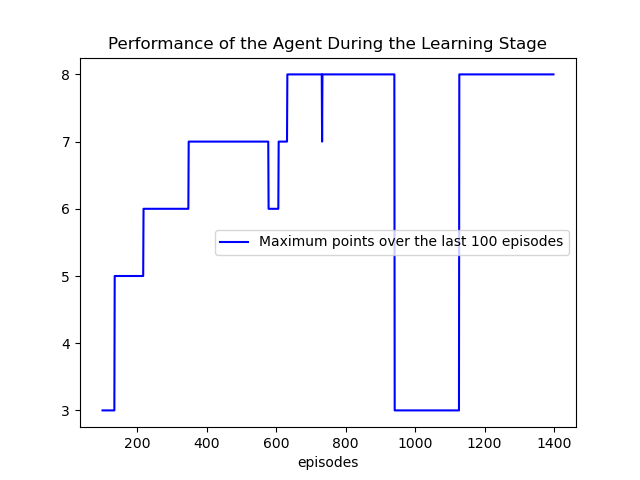 Performance of the Agent During the Learning Stage
8
7
6
5
4
3
Maximum points over the last 100 episodes
200 400 600 800 1000 1200 1400
episodes